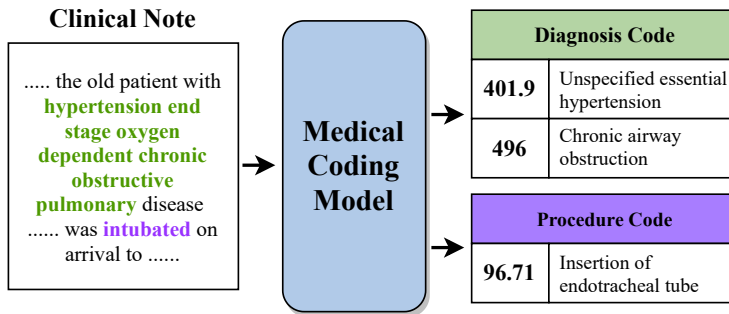 Clinical Note
..... the old patient with
hypertension end
stage oxygen
dependent chronic
obstructive
pulmonary disease
...... was intubated on
arrival to ......
Medical
Coding
Model
Diagnosis Code
401.9
Unspecified essential
hypertension
496
Chronic airway
obstruction
Procedure Code
96.71
Insertion of
endotracheal tube